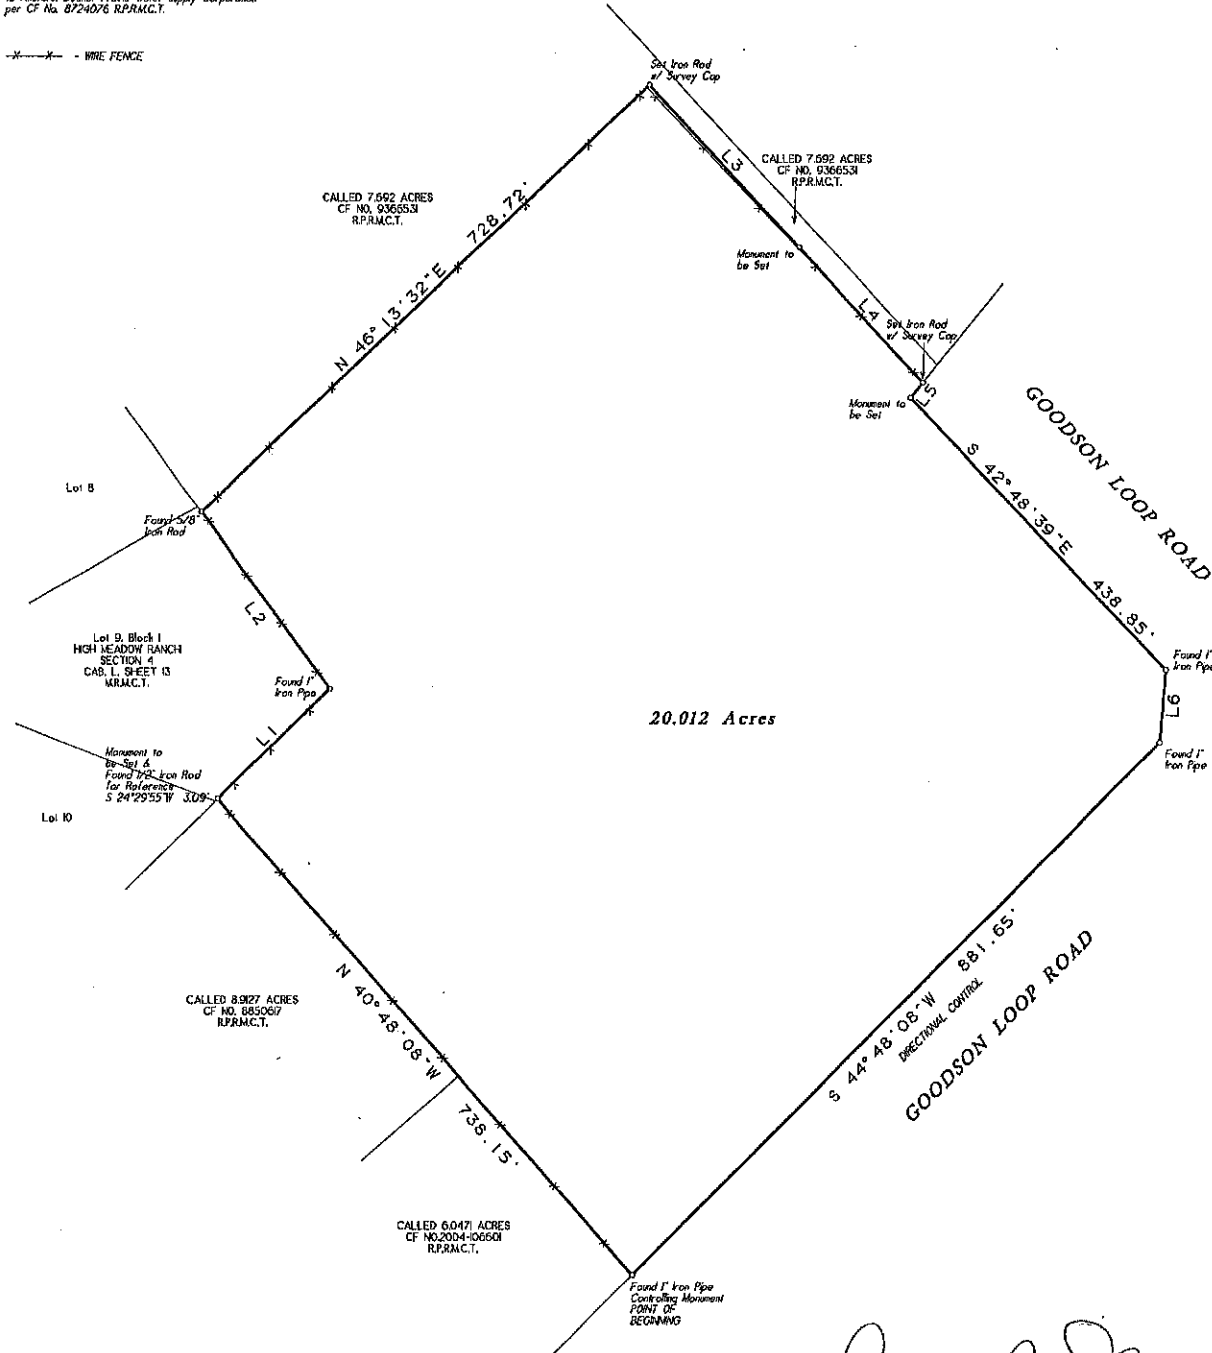 per CF No. 8724076 R.P.R.M.C.T.
- WIRE FENCE
Set Iron Rod
w/ Survey Cap
L3
CALLED 7.692 ACRES
CF NO. 9366531
R.P.R.M.C.T.
CALLED 7.692 ACRES
CF NO. 9366531
R.P.R.M.C.T.
N 46° 13' 32" E 728.72'
Monument to
be Set
L4
Set Iron Rod
w/ Survey Cap
L5
Monument to
be Set
GOODSON LOOP ROAD
S 42° 48' 39" E 438.85'
Lot 8
Found 5/8"
Iron Rod
L2
Lot 9, Block 1
HIGH MEADOW RANCH
SECTION 4
CAB. L, SHEET 13
M.R.M.C.T.
Found 1"
Iron Pipe
Found 1"
Iron Pipe
L6
Found 1"
Iron Pipe
20.012 Acres
L1
Monument to
be Set &
Found 1/2" Iron Rod
for Reference
S 24°29'55"W 3.09'
Lot 10
N 40° 48' 08" W 738.15'
CALLED 8.9127 ACRES
CF NO. 8850617
R.P.R.M.C.T.
S 44° 48' 08" W 881.65'
DIRECTIONAL CONTROL
GOODSON LOOP ROAD
CALLED 6.0471 ACRES
CF NO.2004-106601
R.P.R.M.C.T.
Found 1" Iron Pipe
Controlling Monument
POINT OF
BEGINNING